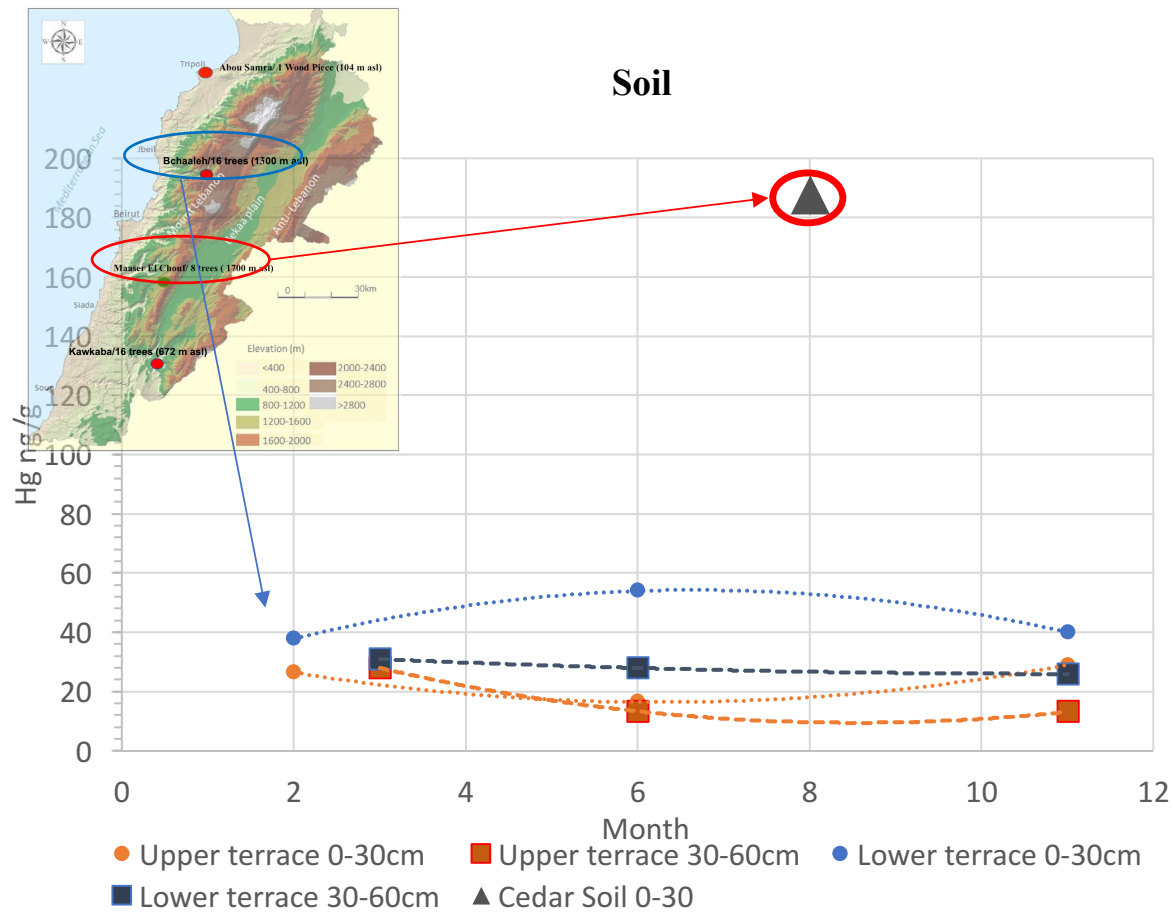 N
W E
S
Tripoli
Abou Samra/ 1 Wood Piece (104 m asl)
Soil
Mediterranean Sea
Jbeil
Bchaaleh/16 trees (1300 m asl)
Mount Lebanon
Bekaa plain
Anti-Lebanon
Beirut
Maaser El Chouf/ 8 trees ( 1700 m asl)
0 30km
Siada
Kawkaba/16 trees (672 m asl)
Elevation (m)
<400 2000-2400
400-800 2400-2800
800-1200 >2800
1200-1600
1600-2000
Hg ng/g
200
180
160
140
120
100
80
60
40
20
0
0 2 4 6 8 10 12
Month
Upper terrace 0-30cm Upper terrace 30-60cm Lower terrace 0-30cm
Lower terrace 30-60cm Cedar Soil 0-30